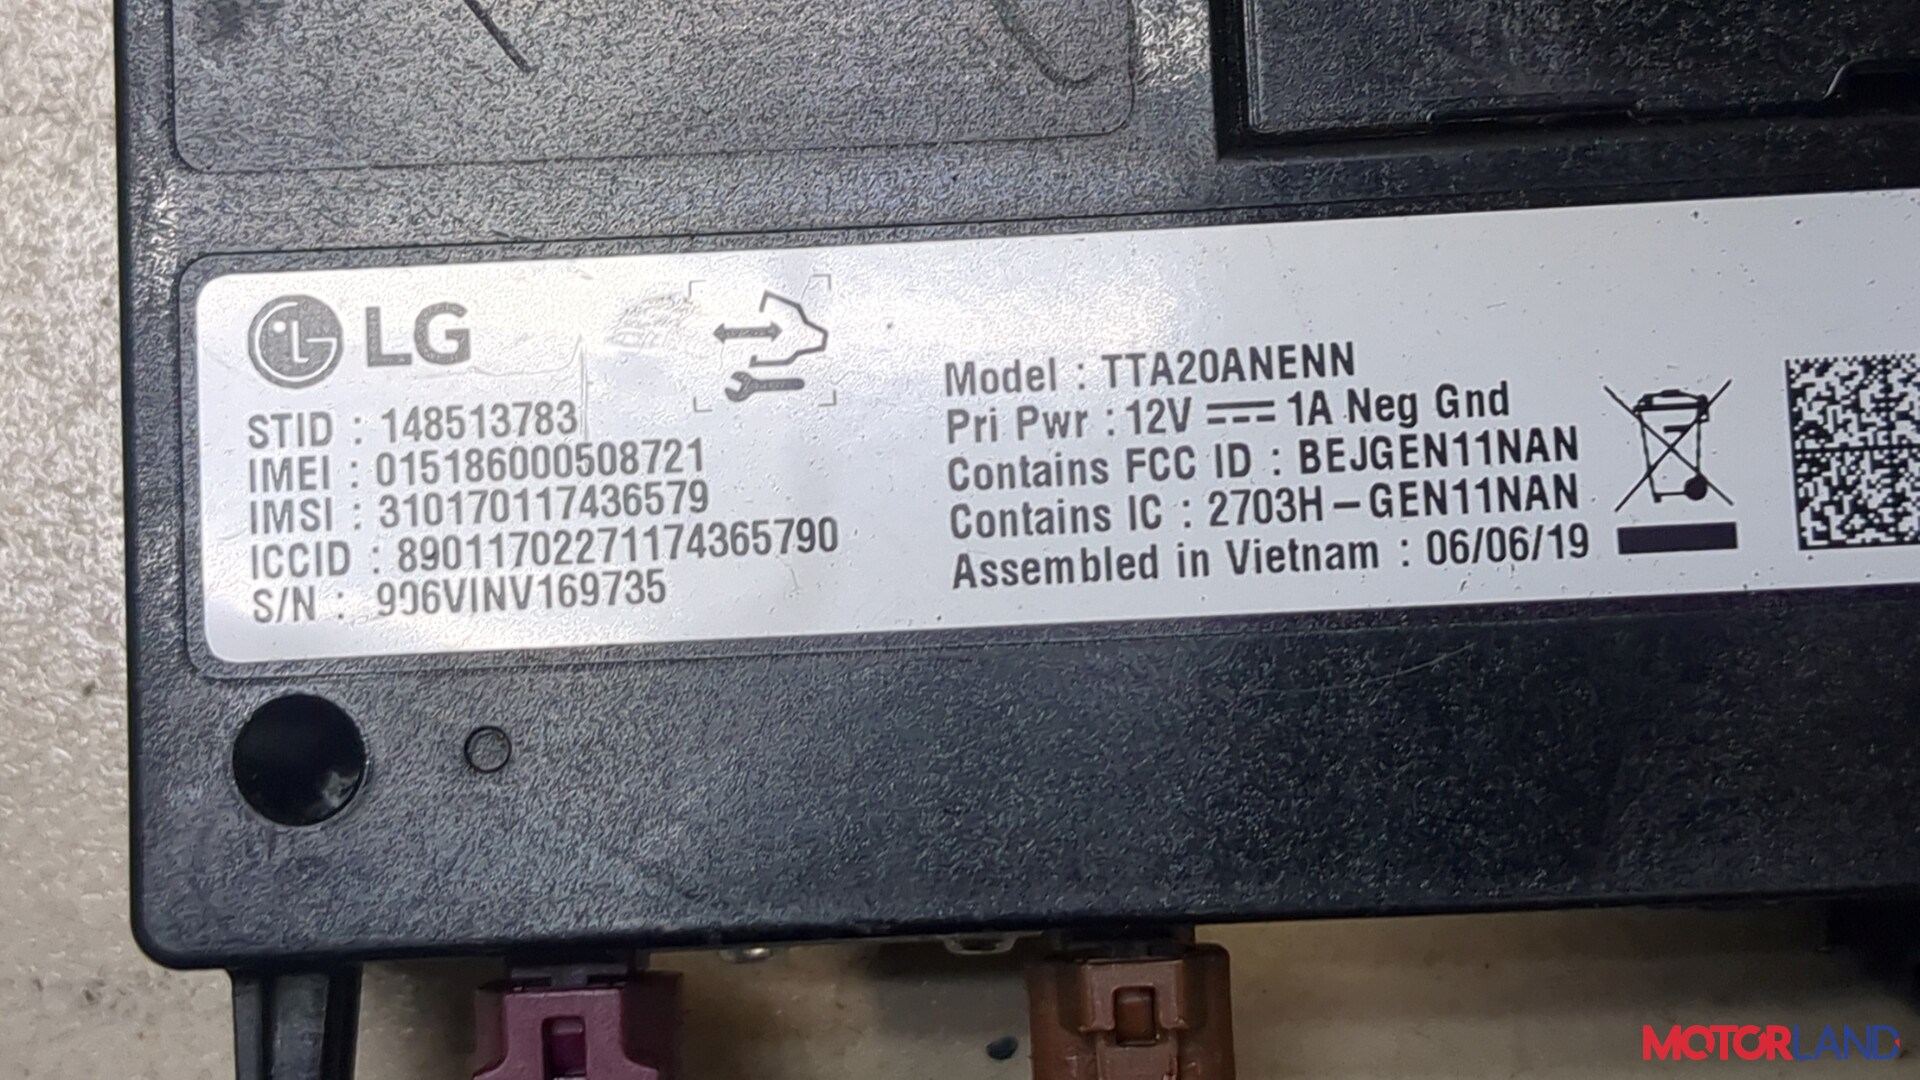 LG
STID : 148513783
IMEI : 015186000508721
IMSI : 310170117436579
ICCID : 89011702271174365790
S/N : 906VINV169735
Model : TTA20ANENN
Pri Pwr : 12V 1A Neg Gnd
Contains FCC ID : BEJGEN11NAN
Contains IC : 2703H-GEN11NAN
Assembled in Vietnam : 06/06/19
MOTORLAND